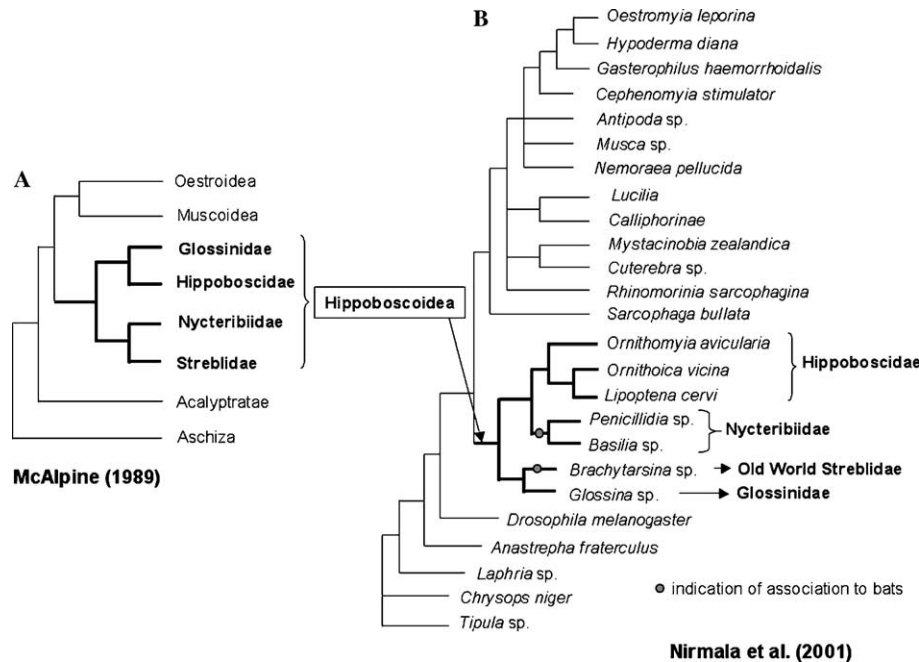 A
Oestroidea
Muscoidea
Glossinidae
Hippoboscidae
Nycteribiidae
Streblidae
Acalyptratae
Aschiza
McAlpine (1989)
Hippoboscoidea
B
Oestromyia leporina
Hypoderma diana
Gasterophilus haemorrhoidalis
Cephenomyia stimulator
Antipoda sp.
Musca sp.
Nemoraea pellucida
Lucilia
Calliphorinae
Mystacinobia zealandica
Cuterebra sp.
Rhinomorinia sarcophagina
Sarcophaga bullata
Ornithomyia avicularia
Ornithoica vicina
Lipoptena cervi
Hippoboscidae
Penicillidia sp.
Basilia sp.
Nycteribiidae
Brachytarsina sp.
Old World Streblidae
Glossina sp.
Glossinidae
Drosophila melanogaster
Anastrepha fraterculus
Laphria sp.
Chrysops niger
Tipula sp.
indication of association to bats
Nirmala et al. (2001)